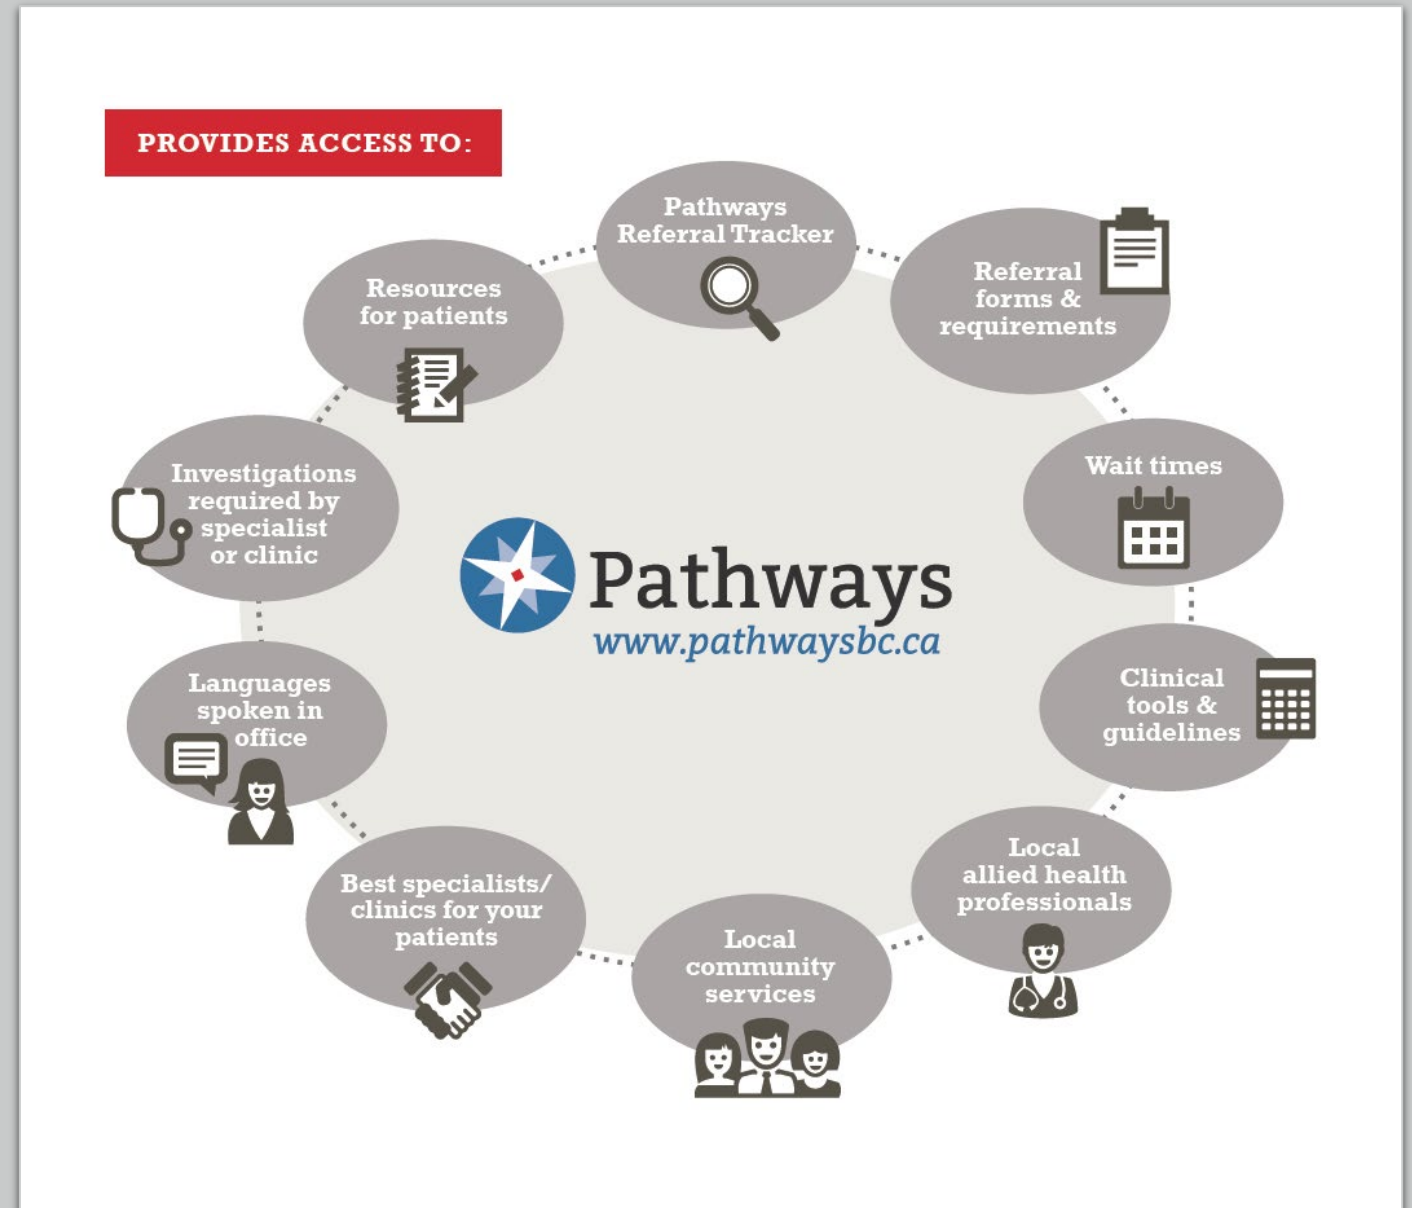 PROVIDES ACCESS TO:
Pathways
Referral Tracker
Referral
forms &
requirements
Wait times
Clinical
tools &
guidelines
Local
allied health
professionals
Local
community
services
Best specialists/
clinics for your
patients
Languages
spoken in
office
Investigations
required by
specialist
or clinic
Resources
for patients
Pathways
www.pathwaysbc.ca